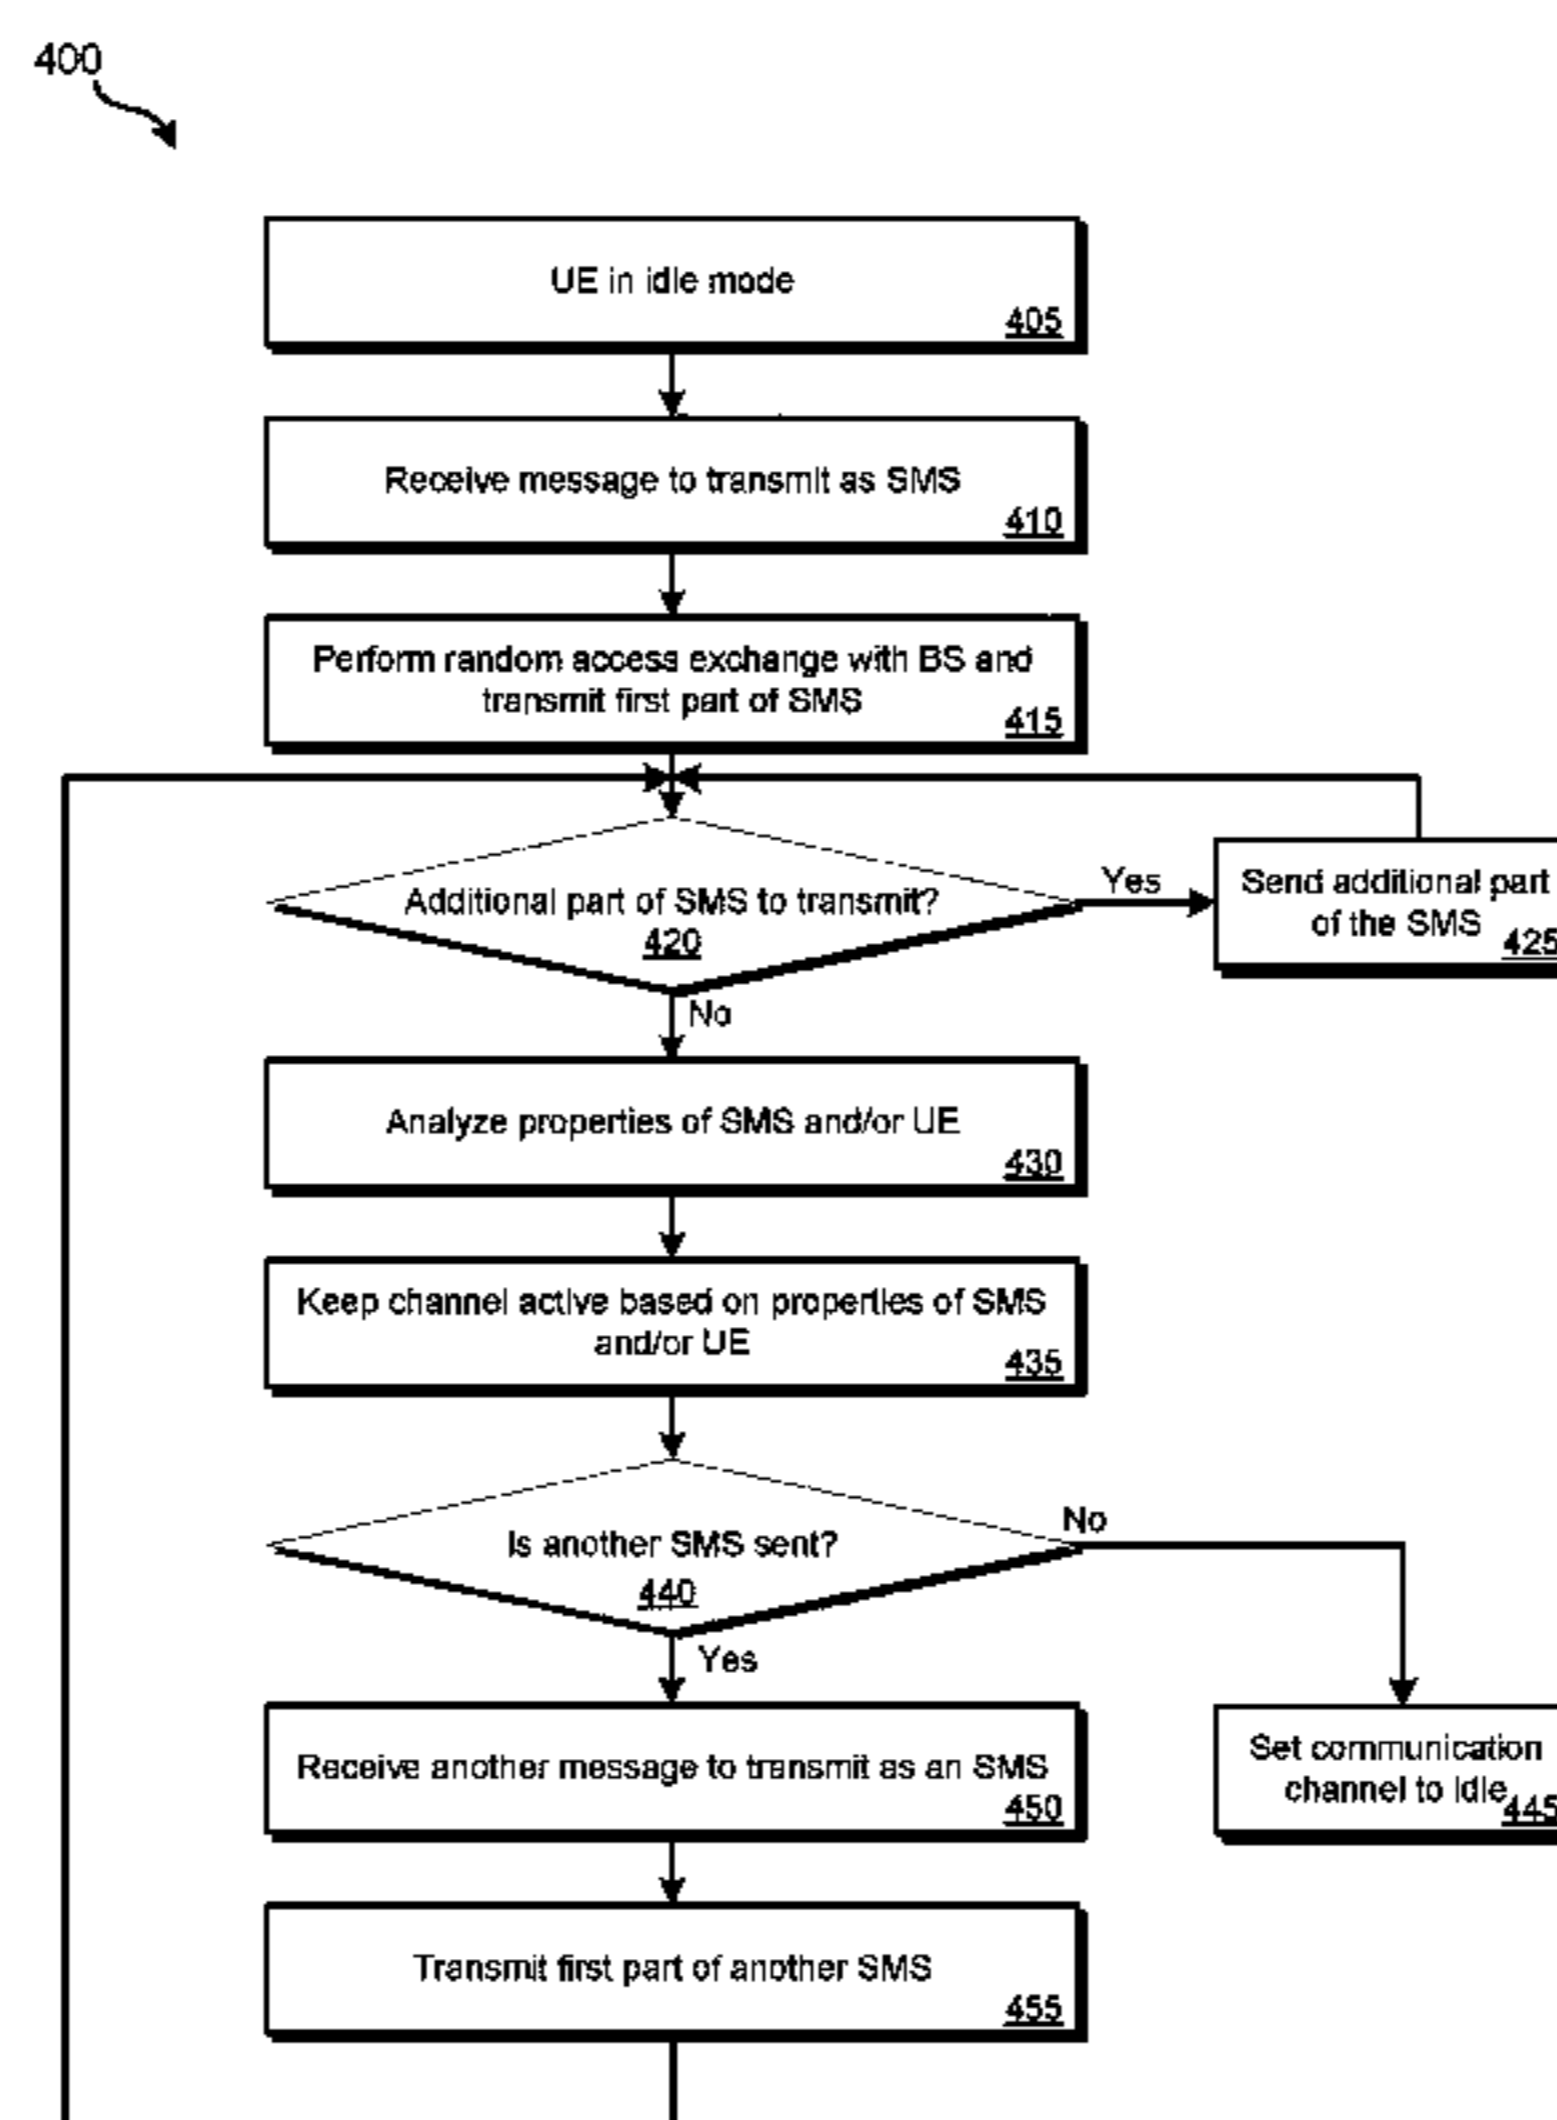 400
UE in idle mode
405
Receive message to transmit as SMS
410
Perform random access exchange with BS and
transmit first part of SMS
415
Additional part of SMS to transmit?
420
Yes
Send additional part
of the SMS
425
No
Analyze properties of SMS and/or UE
430
Keep channel active based on properties of SMS
and/or UE
435
Is another SMS sent?
440
No
Yes
Receive another message to transmit as an SMS
450
Set communication
channel to idle
445
Transmit first part of another SMS
455